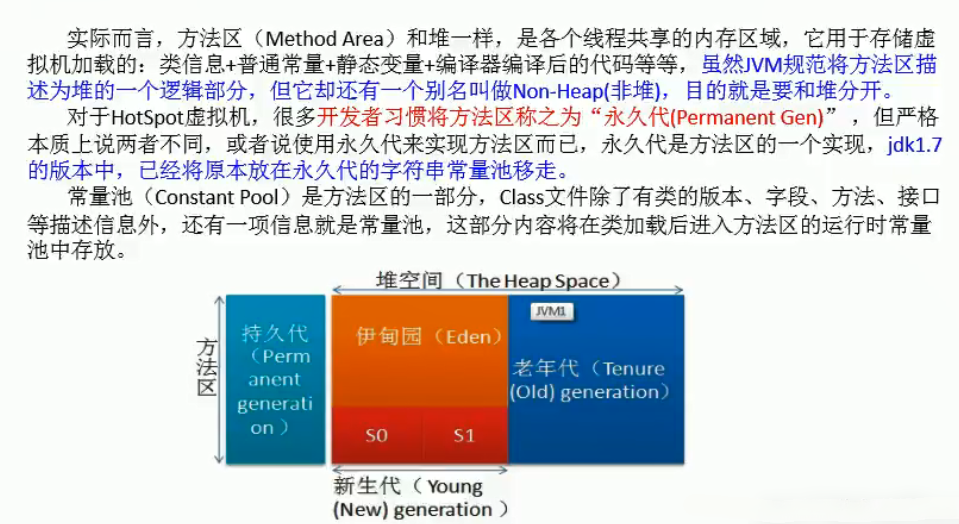 实际而言，方法区（Method Area）和堆一样，是各个线程共享的内存区域，它用于存储虚
拟机加载的：类信息+普通常量+静态变量+编译器编译后的代码等等，虽然JVM规范将方法区描
述为堆的一个逻辑部分，但它却还有一个别名叫做Non-Heap(非堆)，目的就是要和堆分开。
对于HotSpot虚拟机，很多开发者习惯将方法区称之为“永久代(Permanent Gen)”，但严格
本质上说两者不同，或者说使用永久代来实现方法区而已，永久代是方法区的一个实现，jdk1.7
的版本中，已经将原本放在永久代的字符串常量池移走。
常量池（Constant Pool）是方法区的一部分，Class文件除了有类的版本、字段、方法、接口
等描述信息外，还有一项信息就是常量池，这部分内容将在类加载后进入方法区的运行时常量
池中存放。
堆空间（The Heap Space）
方法区
持久代
（Perm
anent
generati
on）
伊甸园（Eden）
S0
S1
JVM1
老年代（Tenure
(Old) generation）
新生代（Young
(New) generation）